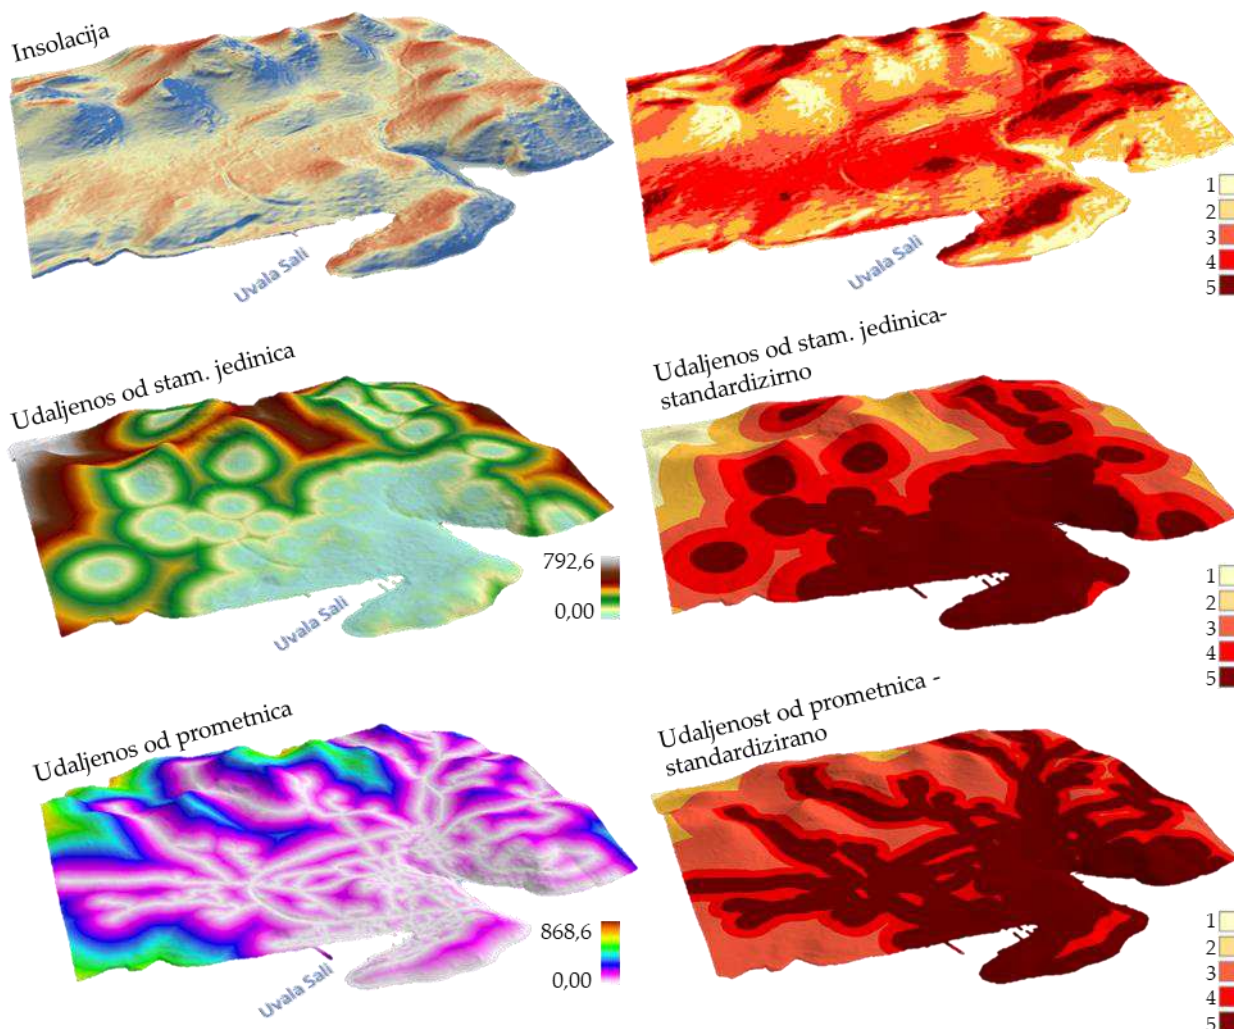 Insolacija
Uvala Sali
Uvala Sali
1
2
3
4
5
Udaljenos od stam. jedinica
792,6
0,00
Uvala Sali
Udaljenos od stam. jedinica-
standardizirno
1
2
3
4
5
Udaljenos od prometnica
868,6
0,00
Uvala Sali
Udaljenost od prometnica -
standardizirano
1
2
3
4
5